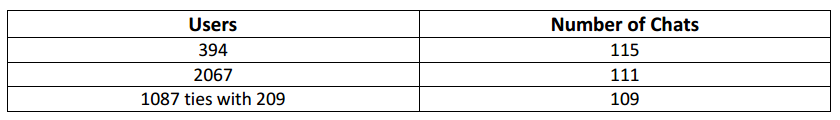 Users Number of Chats
394 115
2067 111
1087 ties with 209 109